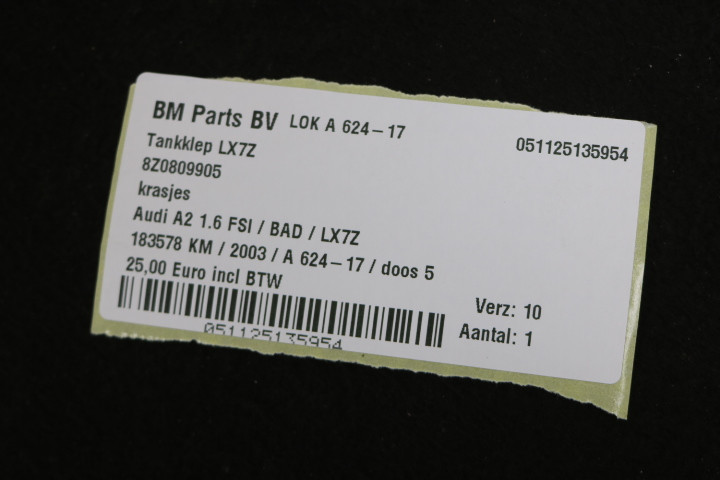 BM Parts BV LOK A 624-17
051125135954
Tankklep LX7Z
8Z0809905
krasjes
Audi A2 1.6 FSI / BAD / LX7Z
183578 KM / 2003 / A 624-17 / doos 5
25,00 Euro incl BTW
Verz: 10
Aantal: 1
051125135954